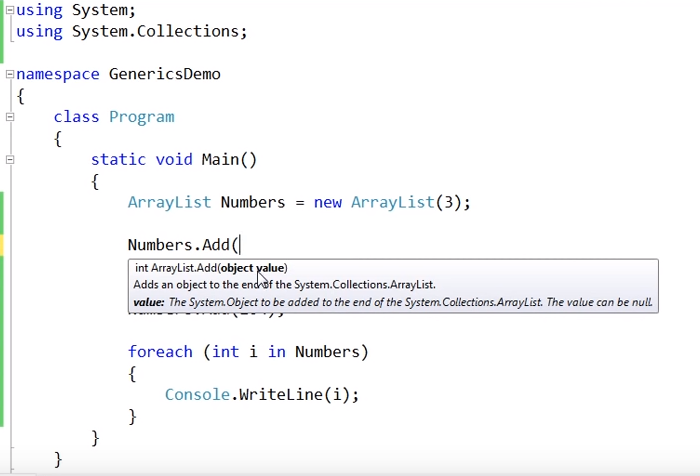 using System;
using System.Collections;
namespace GenericsDemo
{
class Program
{
static void Main()
{
ArrayList Numbers = new ArrayList(3);
Numbers.Add(
int ArrayList.Add(object value)
Adds an object to the end of the System.Collections.ArrayList.
value: The System.Object to be added to the end of the System.Collections.ArrayList. The value can be null.
foreach (int i in Numbers)
{
Console.WriteLine(i);
}
}
}